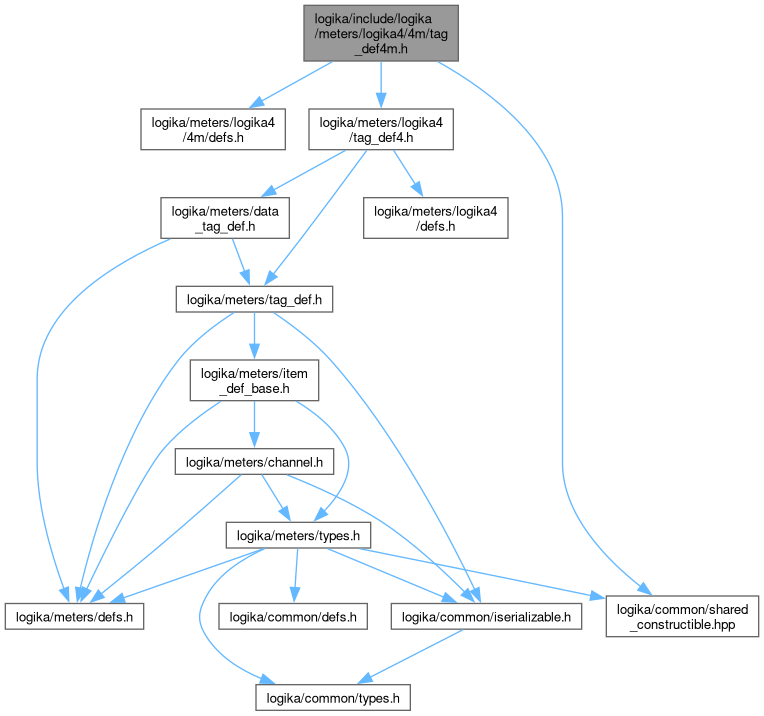 logika/include/logika
/meters/logika4/4m/tag
_def4m.h
logika/meters/logika4
/4m/defs.h
logika/meters/logika4
/tag_def4.h
logika/meters/data
_tag_def.h
logika/meters/logika4
/defs.h
logika/meters/tag_def.h
logika/meters/item
_def_base.h
logika/meters/channel.h
logika/meters/types.h
logika/meters/defs.h
logika/common/defs.h
logika/common/iserializable.h
logika/common/shared
_constructible.hpp
logika/common/types.h